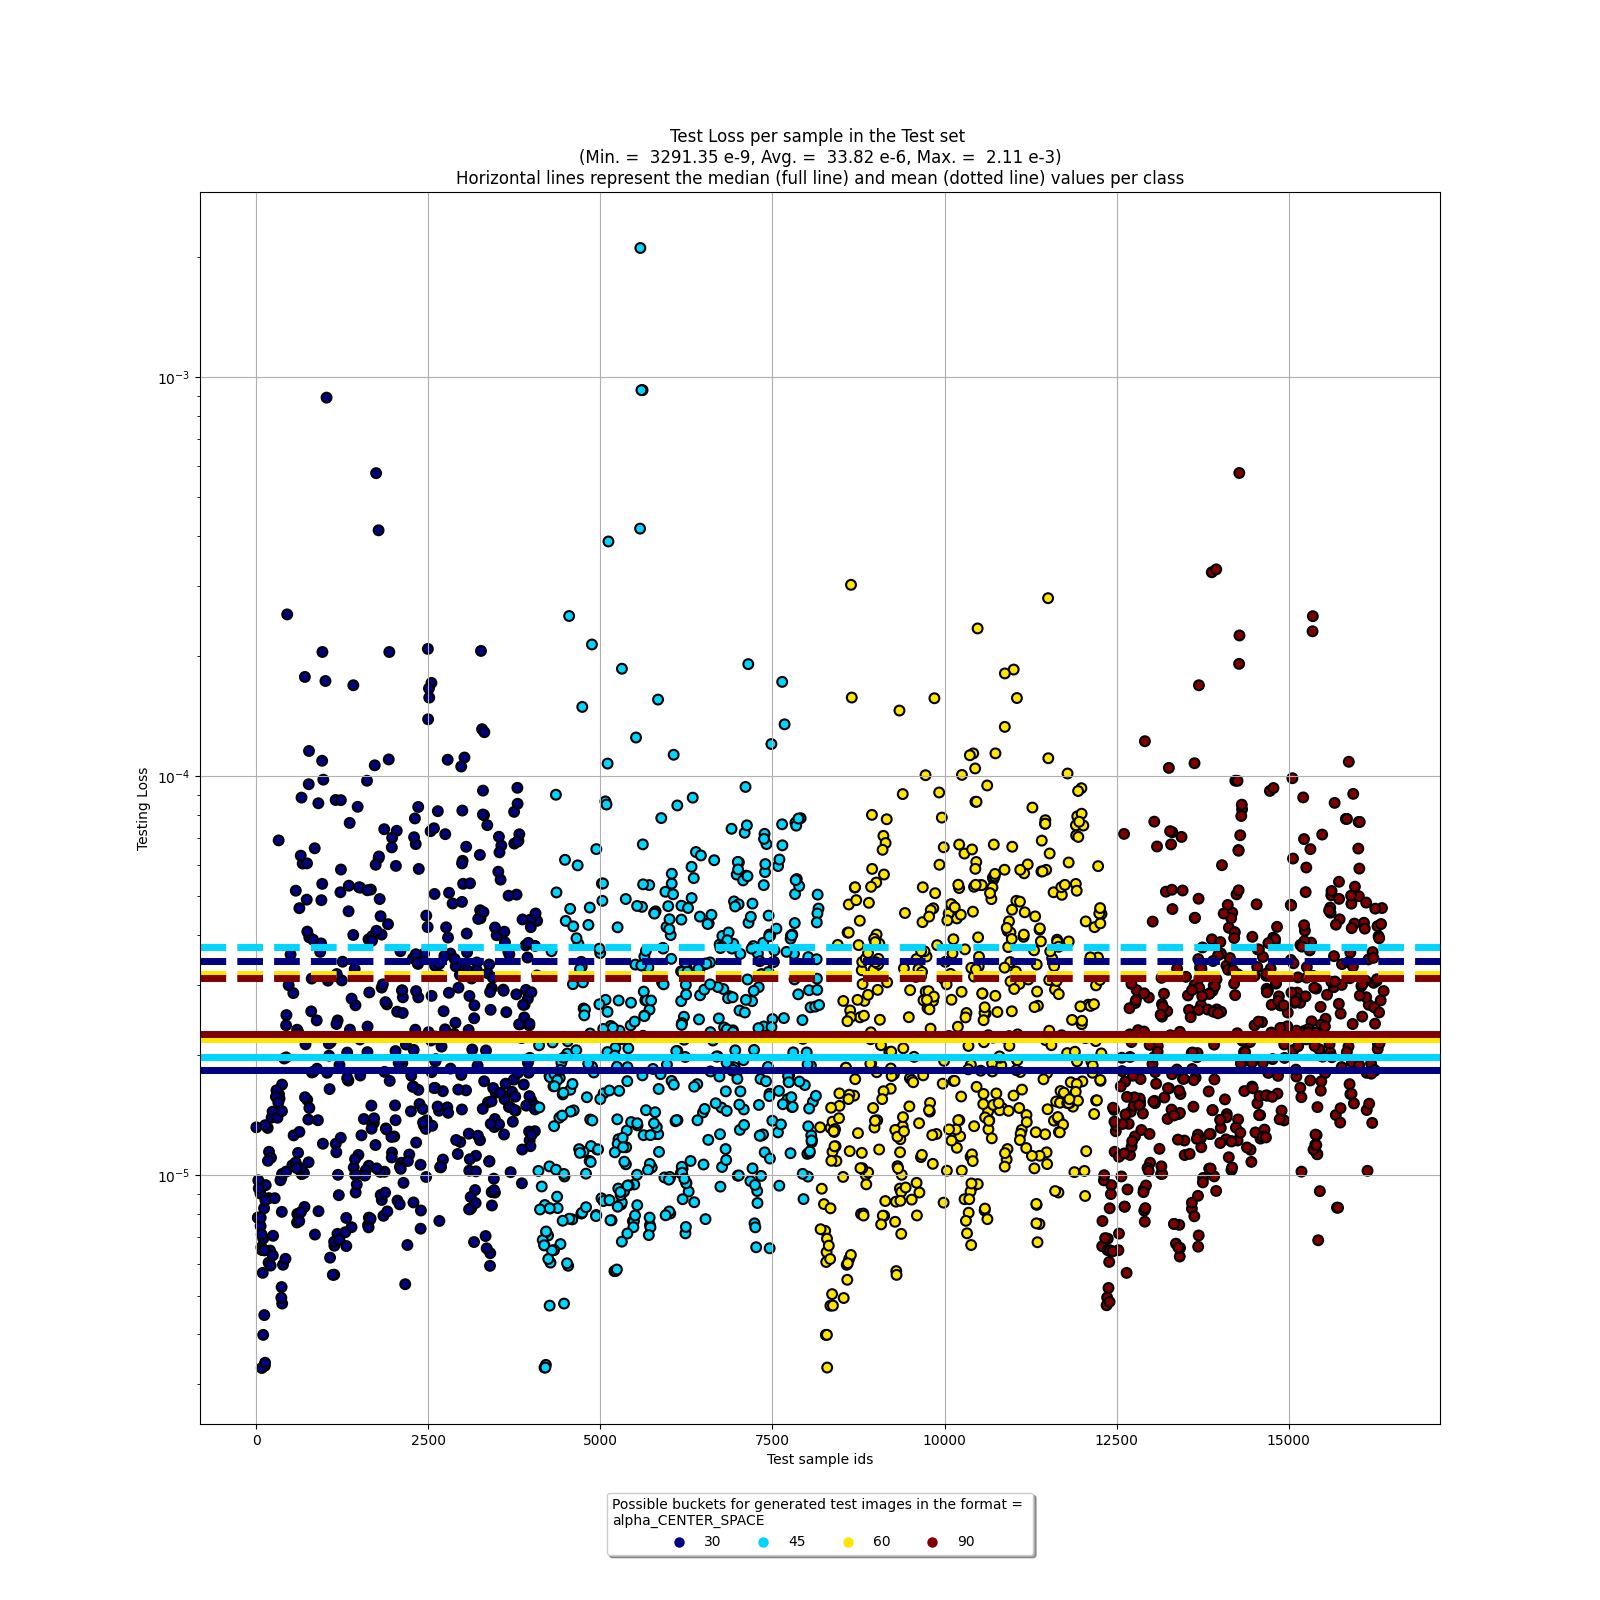 Test Loss per sample in the Test set
(Min. = 3291.35 e-9, Avg. = 33.82 e-6, Max. = 2.11 e-3)
Horizontal lines represent the median (full line) and mean (dotted line) values per class
Testing Loss
10⁻³
10⁻⁴
10⁻⁵
0 2500 5000 7500 10000 12500 15000
Test sample ids
Possible buckets for generated test images in the format =
alpha_CENTER_SPACE
30 45 60 90